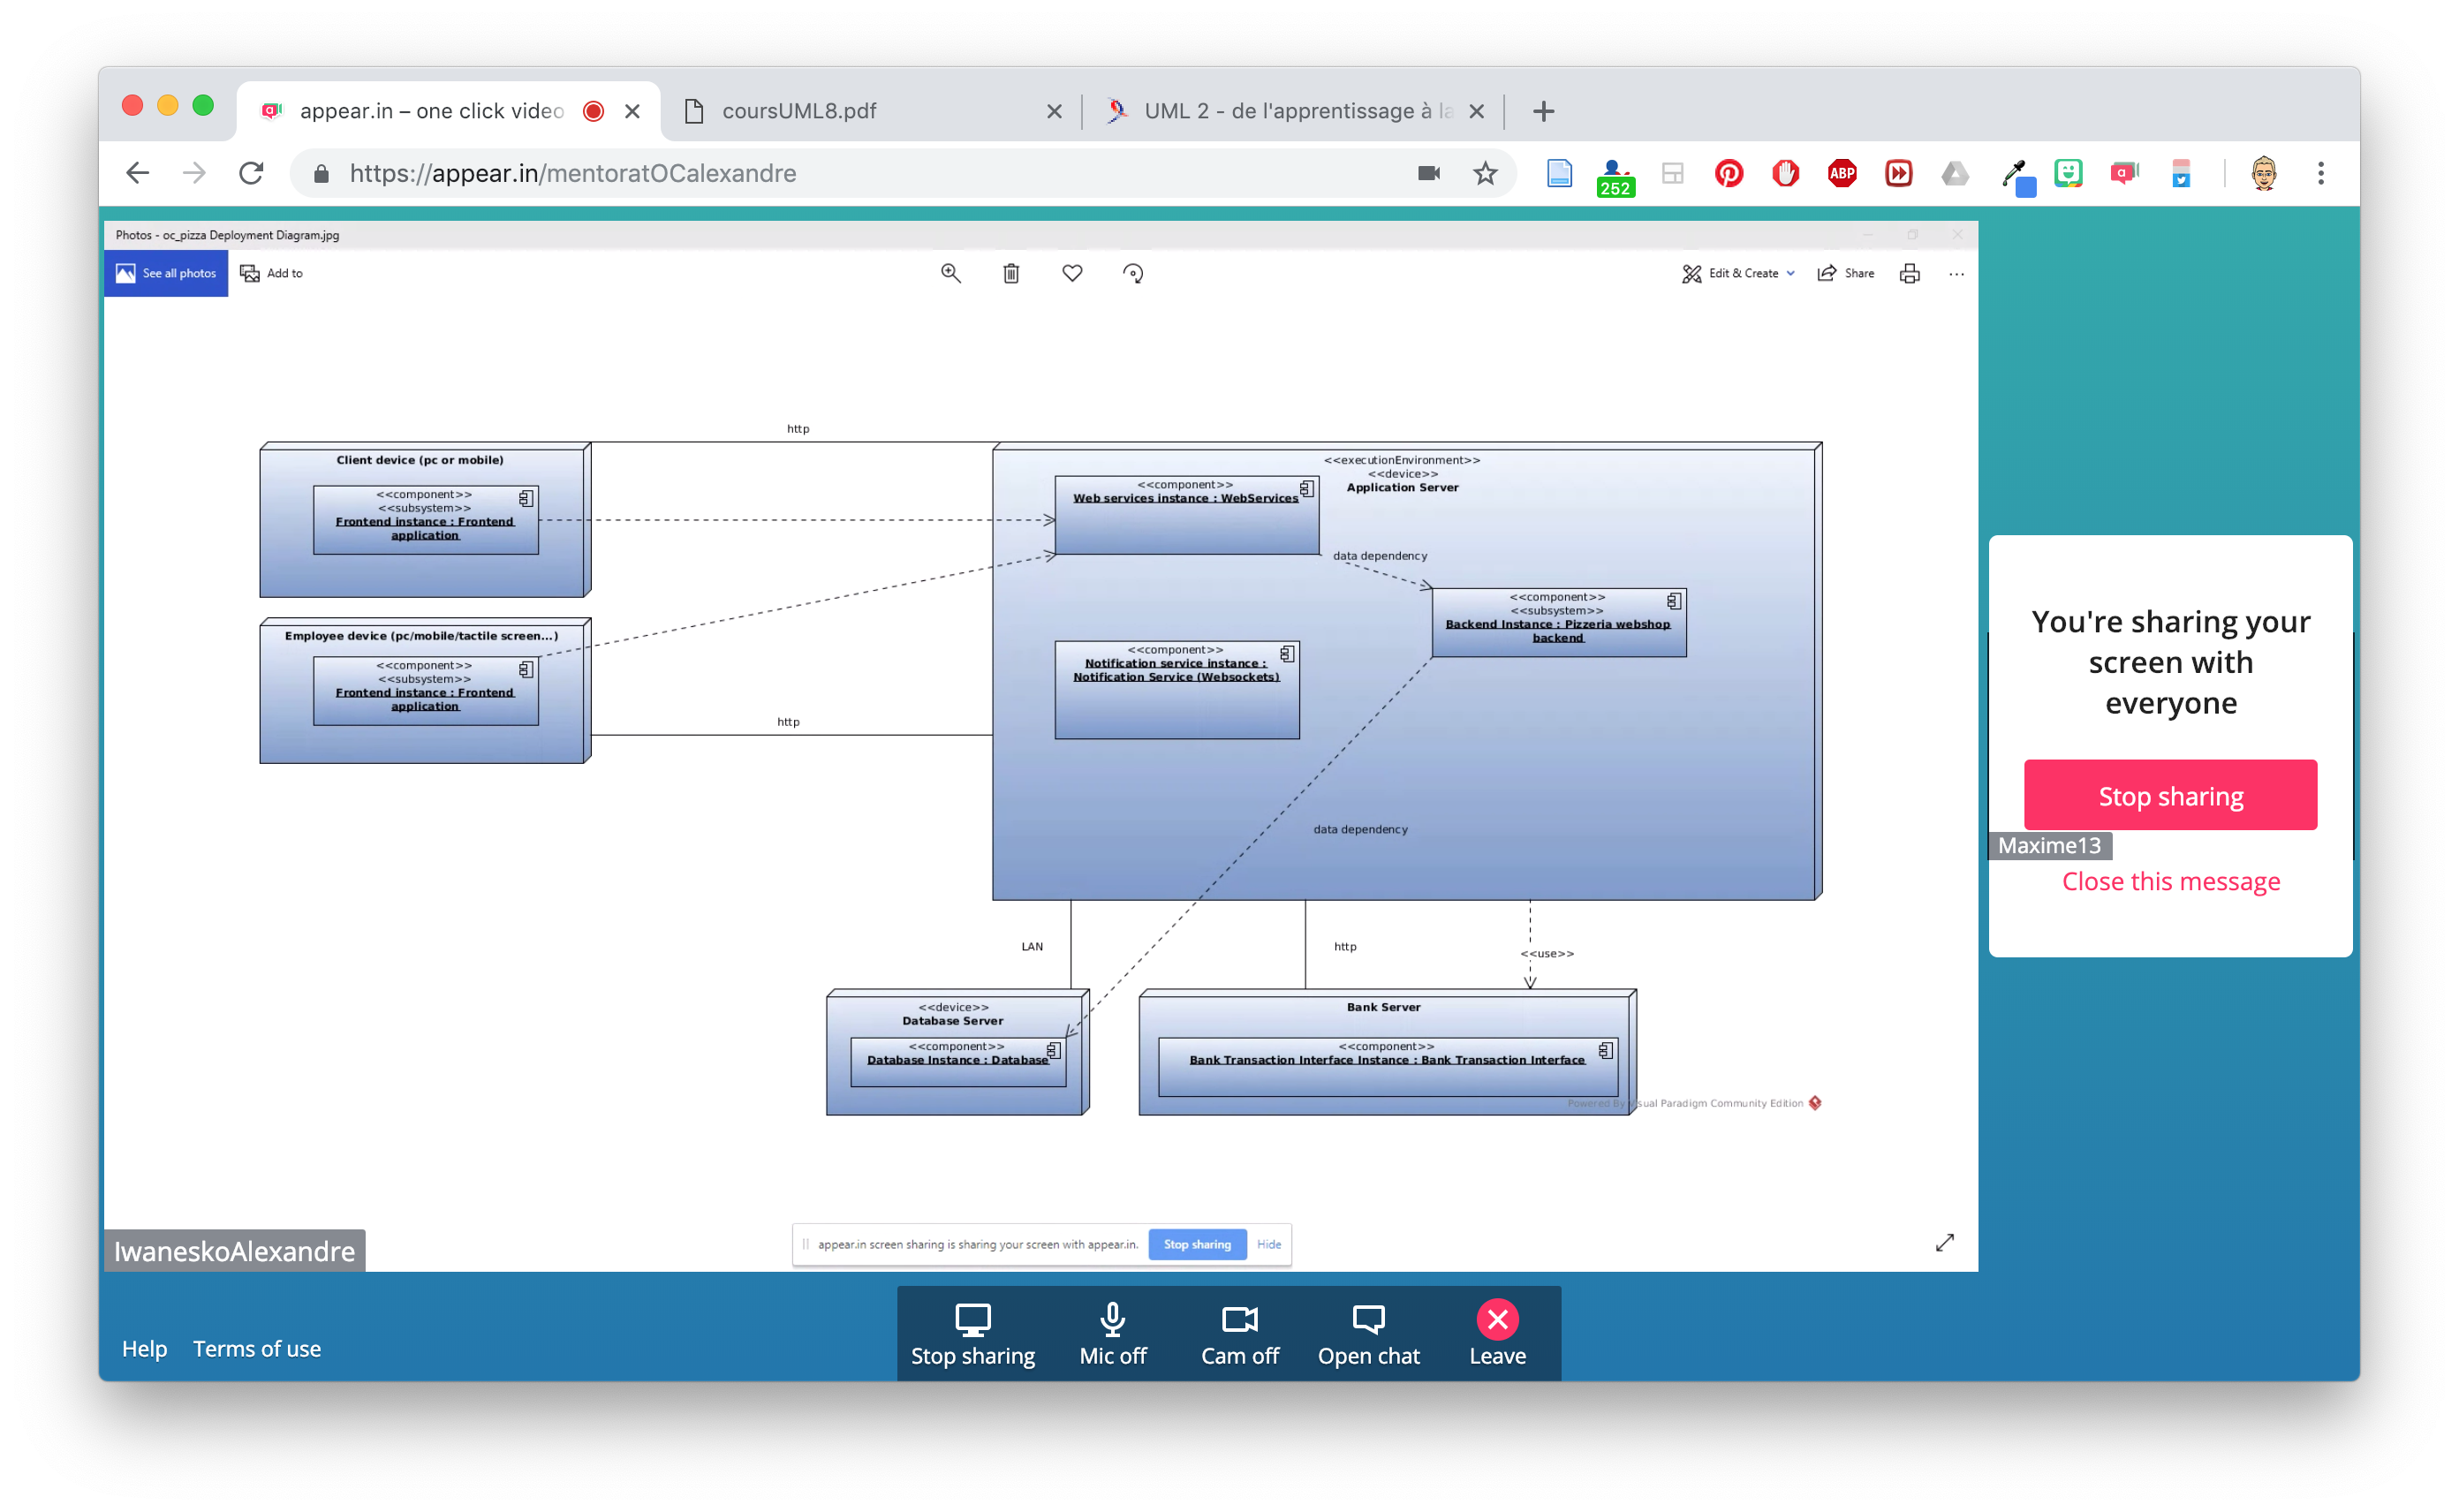 appear.in – one click video
coursUML8.pdf
UML 2 - de l'apprentissage à la
https://appear.in/mentoratOCalexandre
252
ABP
Photos - oc_pizza Deployment Diagram.jpg
See all photos
Add to
Edit & Create
Share
http
Client device (pc or mobile)
<<component>>
<<subsystem>>
Frontend instance : Frontend
application
Employee device (pc/mobile/tactile screen...)
<<component>>
<<subsystem>>
Frontend instance : Frontend
application
http
<<executionEnvironment>>
<<device>>
Application Server
<<component>>
Web services instance : WebServices
data dependency
<<component>>
<<subsystem>>
Backend Instance : Pizzeria webshop
backend
<<component>>
Notification service instance :
Notification Service (Websockets)
data dependency
LAN
http
<<use>>
<<device>>
Database Server
<<component>>
Database Instance : Database
Bank Server
<<component>>
Bank Transaction Interface Instance : Bank Transaction Interface
Powered By Visual Paradigm Community Edition
You're sharing your
screen with
everyone
Stop sharing
Maxime13
Close this message
IwaneskoAlexandre
appear.in screen sharing is sharing your screen with appear.in.
Stop sharing
Hide
Help
Terms of use
Stop sharing
Mic off
Cam off
Open chat
Leave